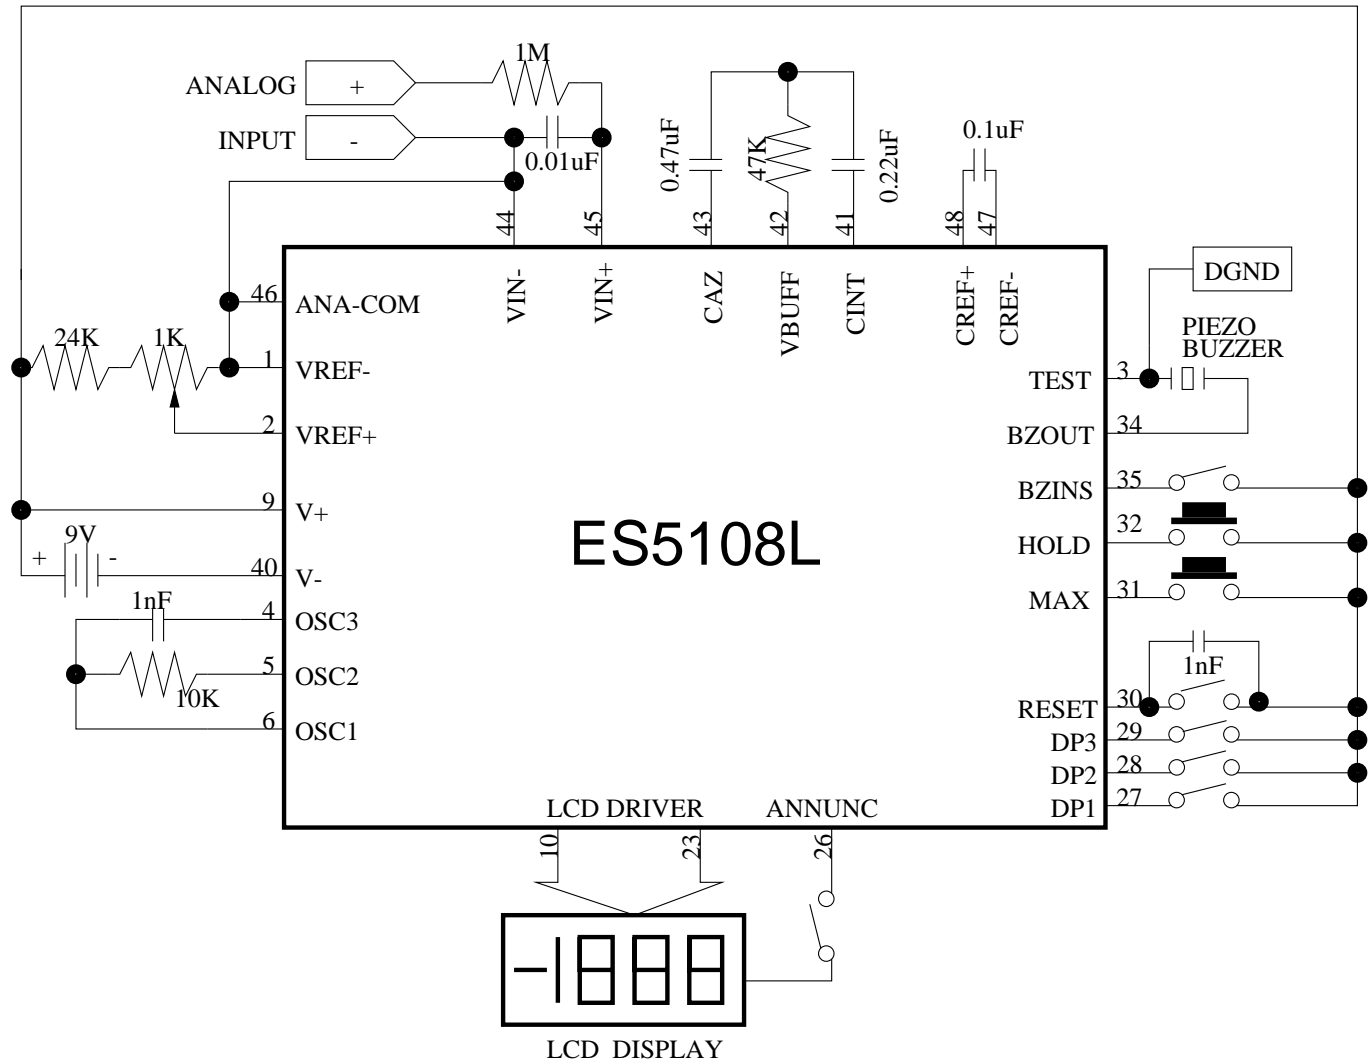 1M
ANALOG
+
INPUT
-
0.01uF
0.47uF
47K
0.22uF
0.1uF
44
45
43
42
41
48
47
VIN-
VIN+
CAZ
VBUFF
CINT
CREF+
CREF-
DGND
PIEZO
BUZZER
46
ANA-COM
24K
1K
1
VREF-
2
VREF+
9
V+
+
9V
-
40
V-
1nF
4
OSC3
5
OSC2
10K
6
OSC1
ES5108L
TEST
3
BZOUT
34
BZINS
35
HOLD
32
MAX
31
1nF
RESET
30
DP3
29
DP2
28
DP1
27
LCD DRIVER
ANNUNC
10
23
26
-1888
LCD DISPLAY